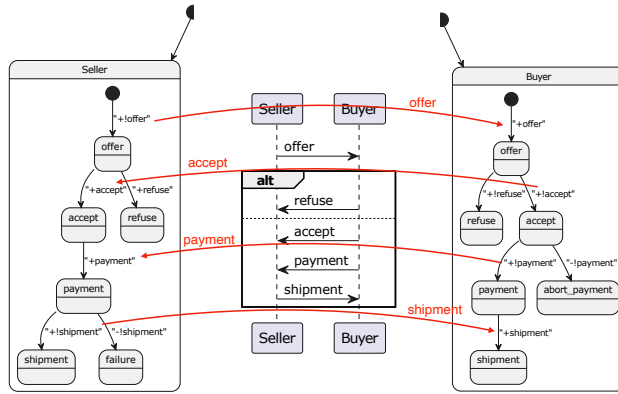 Seller
"+!offer"
offer
"+accept"
"+refuse"
accept
refuse
"+payment"
payment
"+!shipment"
"-!shipment"
shipment
failure
offer
accept
payment
shipment
Seller
Buyer
offer
alt
refuse
accept
payment
shipment
Seller
Buyer
Buyer
"+offer"
offer
"+!refuse"
"+!accept"
refuse
accept
"+!payment"
"-!payment"
payment
abort_payment
"+shipment"
shipment